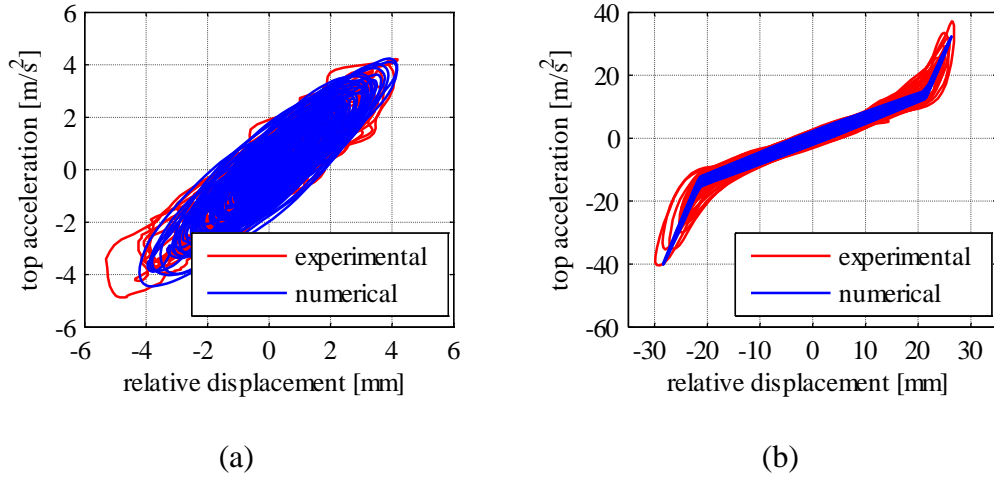 6
4
2
0
-2
-4
-6
-6 -4 -2 0 2 4 6
top acceleration [m/s²]
relative displacement [mm]
experimental
numerical
(a)
40
20
0
-20
-40
-60
-30 -20 -10 0 10 20 30
top acceleration [m/s²]
relative displacement [mm]
experimental
numerical
(b)